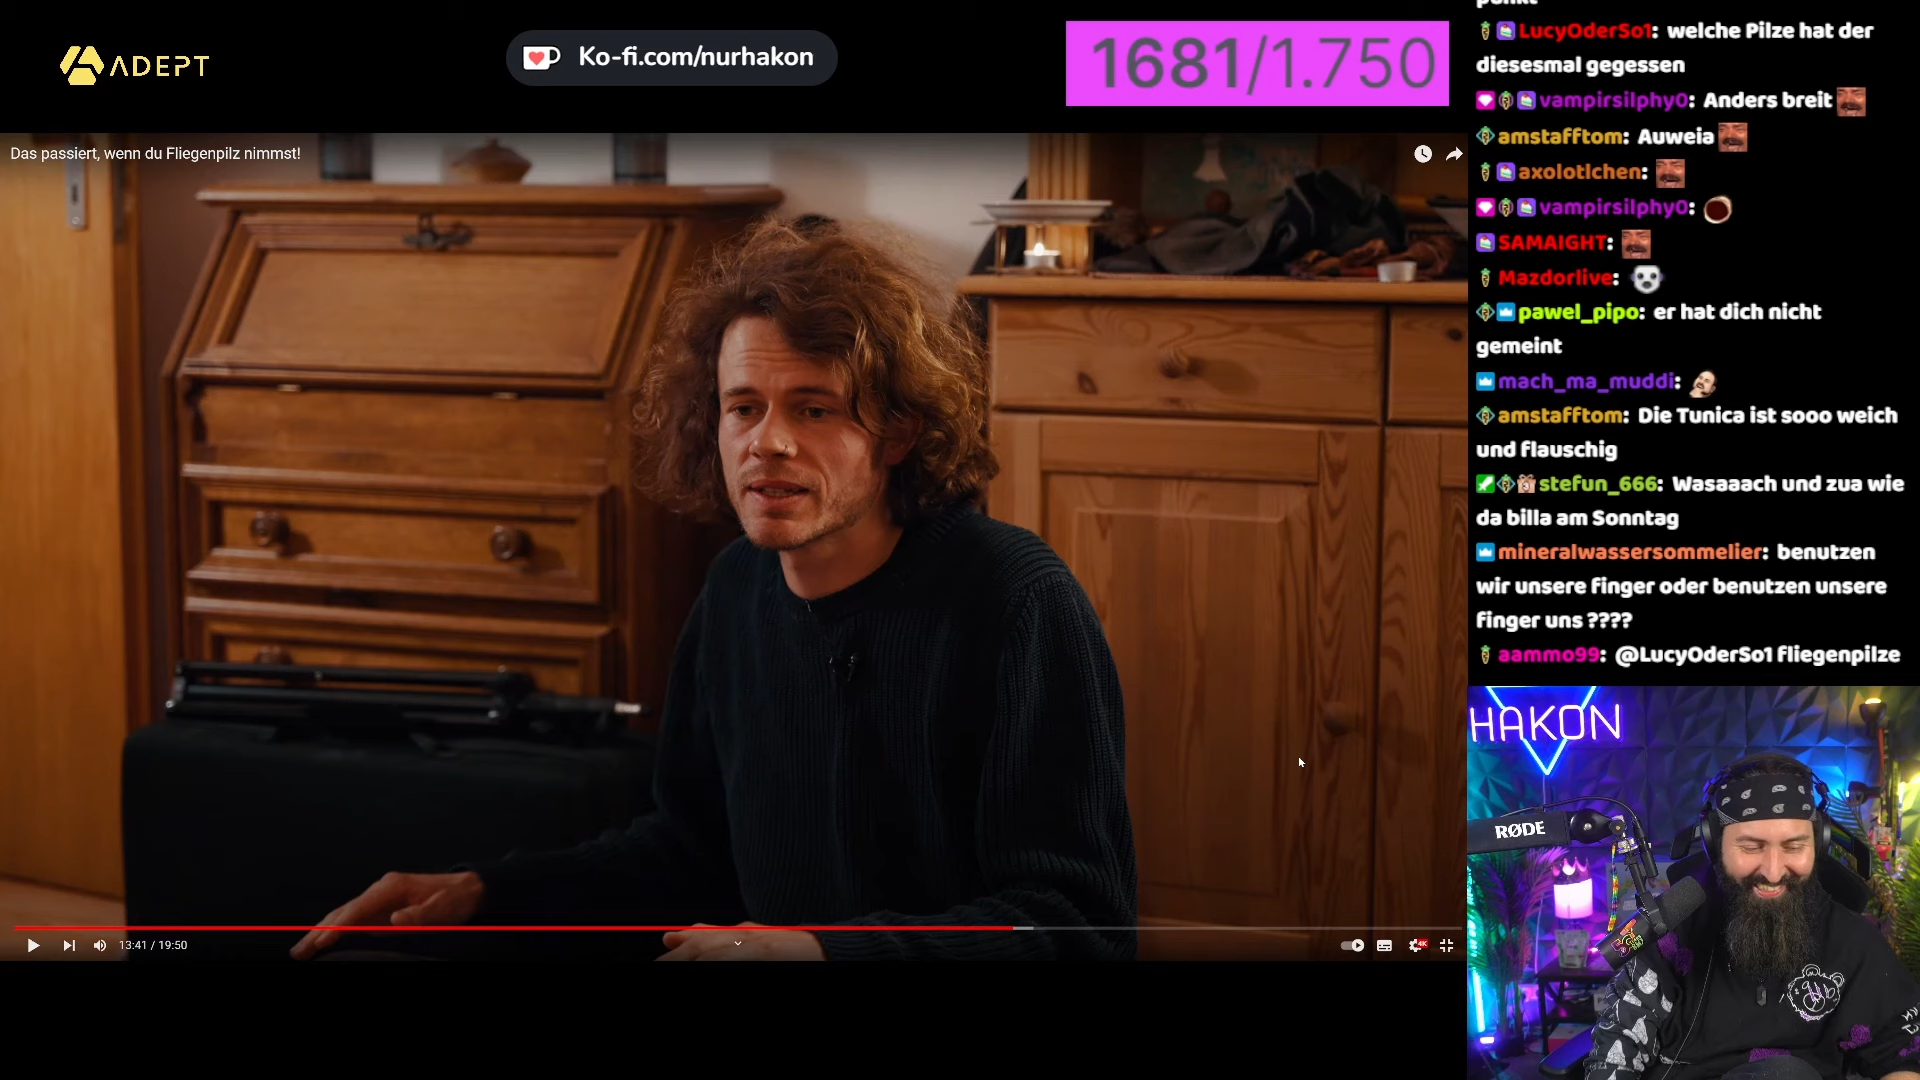 ADEPT
Ko-fi.com/nurhakon
1681/1.750
Das passiert, wenn du Fliegenpilz nimmst!
13:41 / 19:50
4K
punkt
LucyOderSo1: welche Pilze hat der
diesesmal gegessen
vampirsilphy0: Anders breit
amstafftom: Auweia
axolotlchen:
vampirsilphy0:
SAMAIGHT:
Mazdorlive:
pawel_pipo: er hat dich nicht
gemeint
mach_ma_muddi:
amstafftom: Die Tunica ist sooo weich
und flauschig
stefun_666: Wasaaach und zua wie
da billa am Sonntag
mineralwassersommelier: benutzen
wir unsere finger oder benutzen unsere
finger uns ????
aammo99: @LucyOderSo1 fliegenpilze
HAKON
RØDE